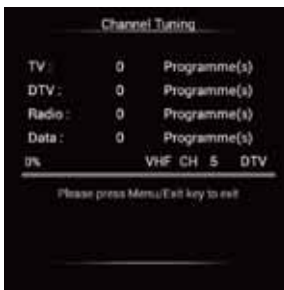 Channel Tuning
TV : 0 Programme(s)
DTV : 0 Programme(s)
Radio : 0 Programme(s)
Data : 0 Programme(s)
0% VHF CH 5 DTV
Please press Menu/Exit key to exit